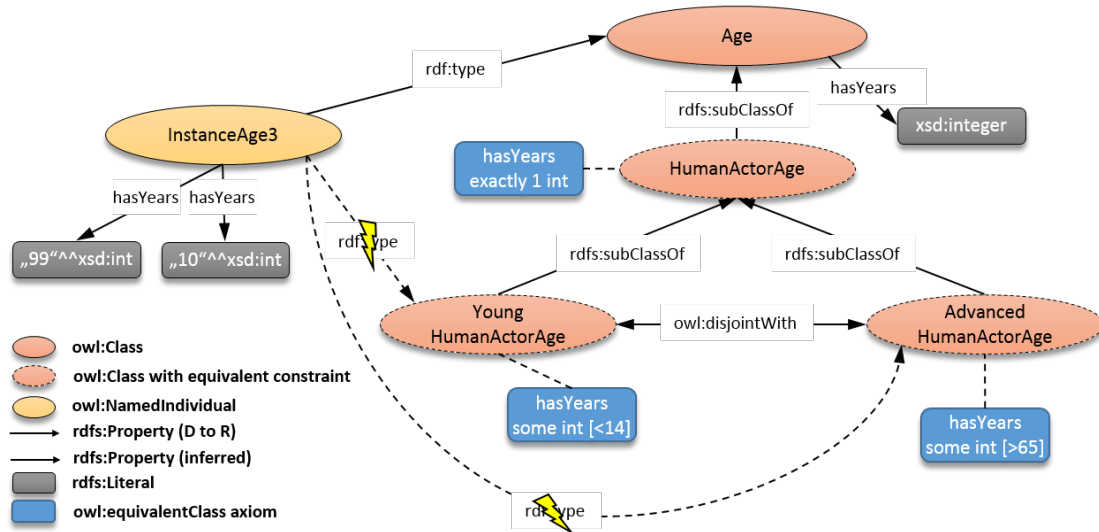 Age
rdf:type
hasYears
rdfs:subClassOf
xsd:integer
InstanceAge3
hasYears
exactly 1 int
HumanActorAge
hasYears
hasYears
rdf:type
rdfs:subClassOf
rdfs:subClassOf
„99“^^xsd:int
„10“^^xsd:int
Young
HumanActorAge
owl:disjointWith
Advanced
HumanActorAge
owl:Class
owl:Class with equivalent constraint
owl:NamedIndividual
rdfs:Property (D to R)
rdfs:Property (inferred)
rdfs:Literal
owl:equivalentClass axiom
hasYears
some int [<14]
hasYears
some int [>65]
rdf:type